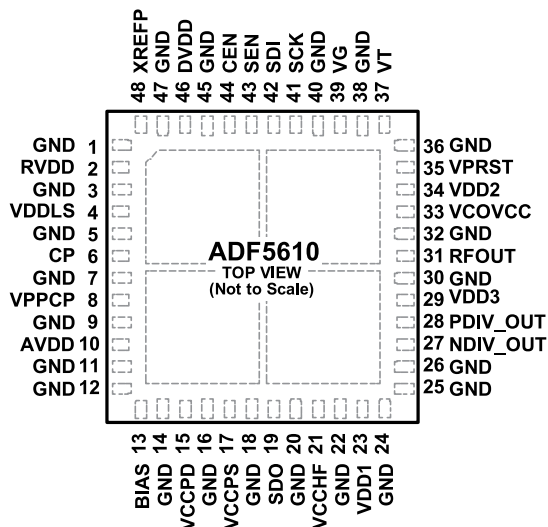 48 XREFP
47 GND
46 DVDD
45 GND
44 CEN
43 SEN
42 SDI
41 SCK
40 GND
39 VG
38 GND
37 VT
GND 1
RVDD 2
GND 3
VDDLS 4
GND 5
CP 6
GND 7
VPPCP 8
GND 9
AVDD 10
GND 11
GND 12
ADF5610
TOP VIEW
(Not to Scale)
36 GND
35 VPRST
34 VDD2
33 VCOVCC
32 GND
31 RFOUT
30 GND
29 VDD3
28 PDIV_OUT
27 NDIV_OUT
26 GND
25 GND
BIAS 13
GND 14
VCCPD 15
GND 16
VCCPS 17
GND 18
SDO 19
GND 20
VCCHF 21
GND 22
VDD1 23
GND 24